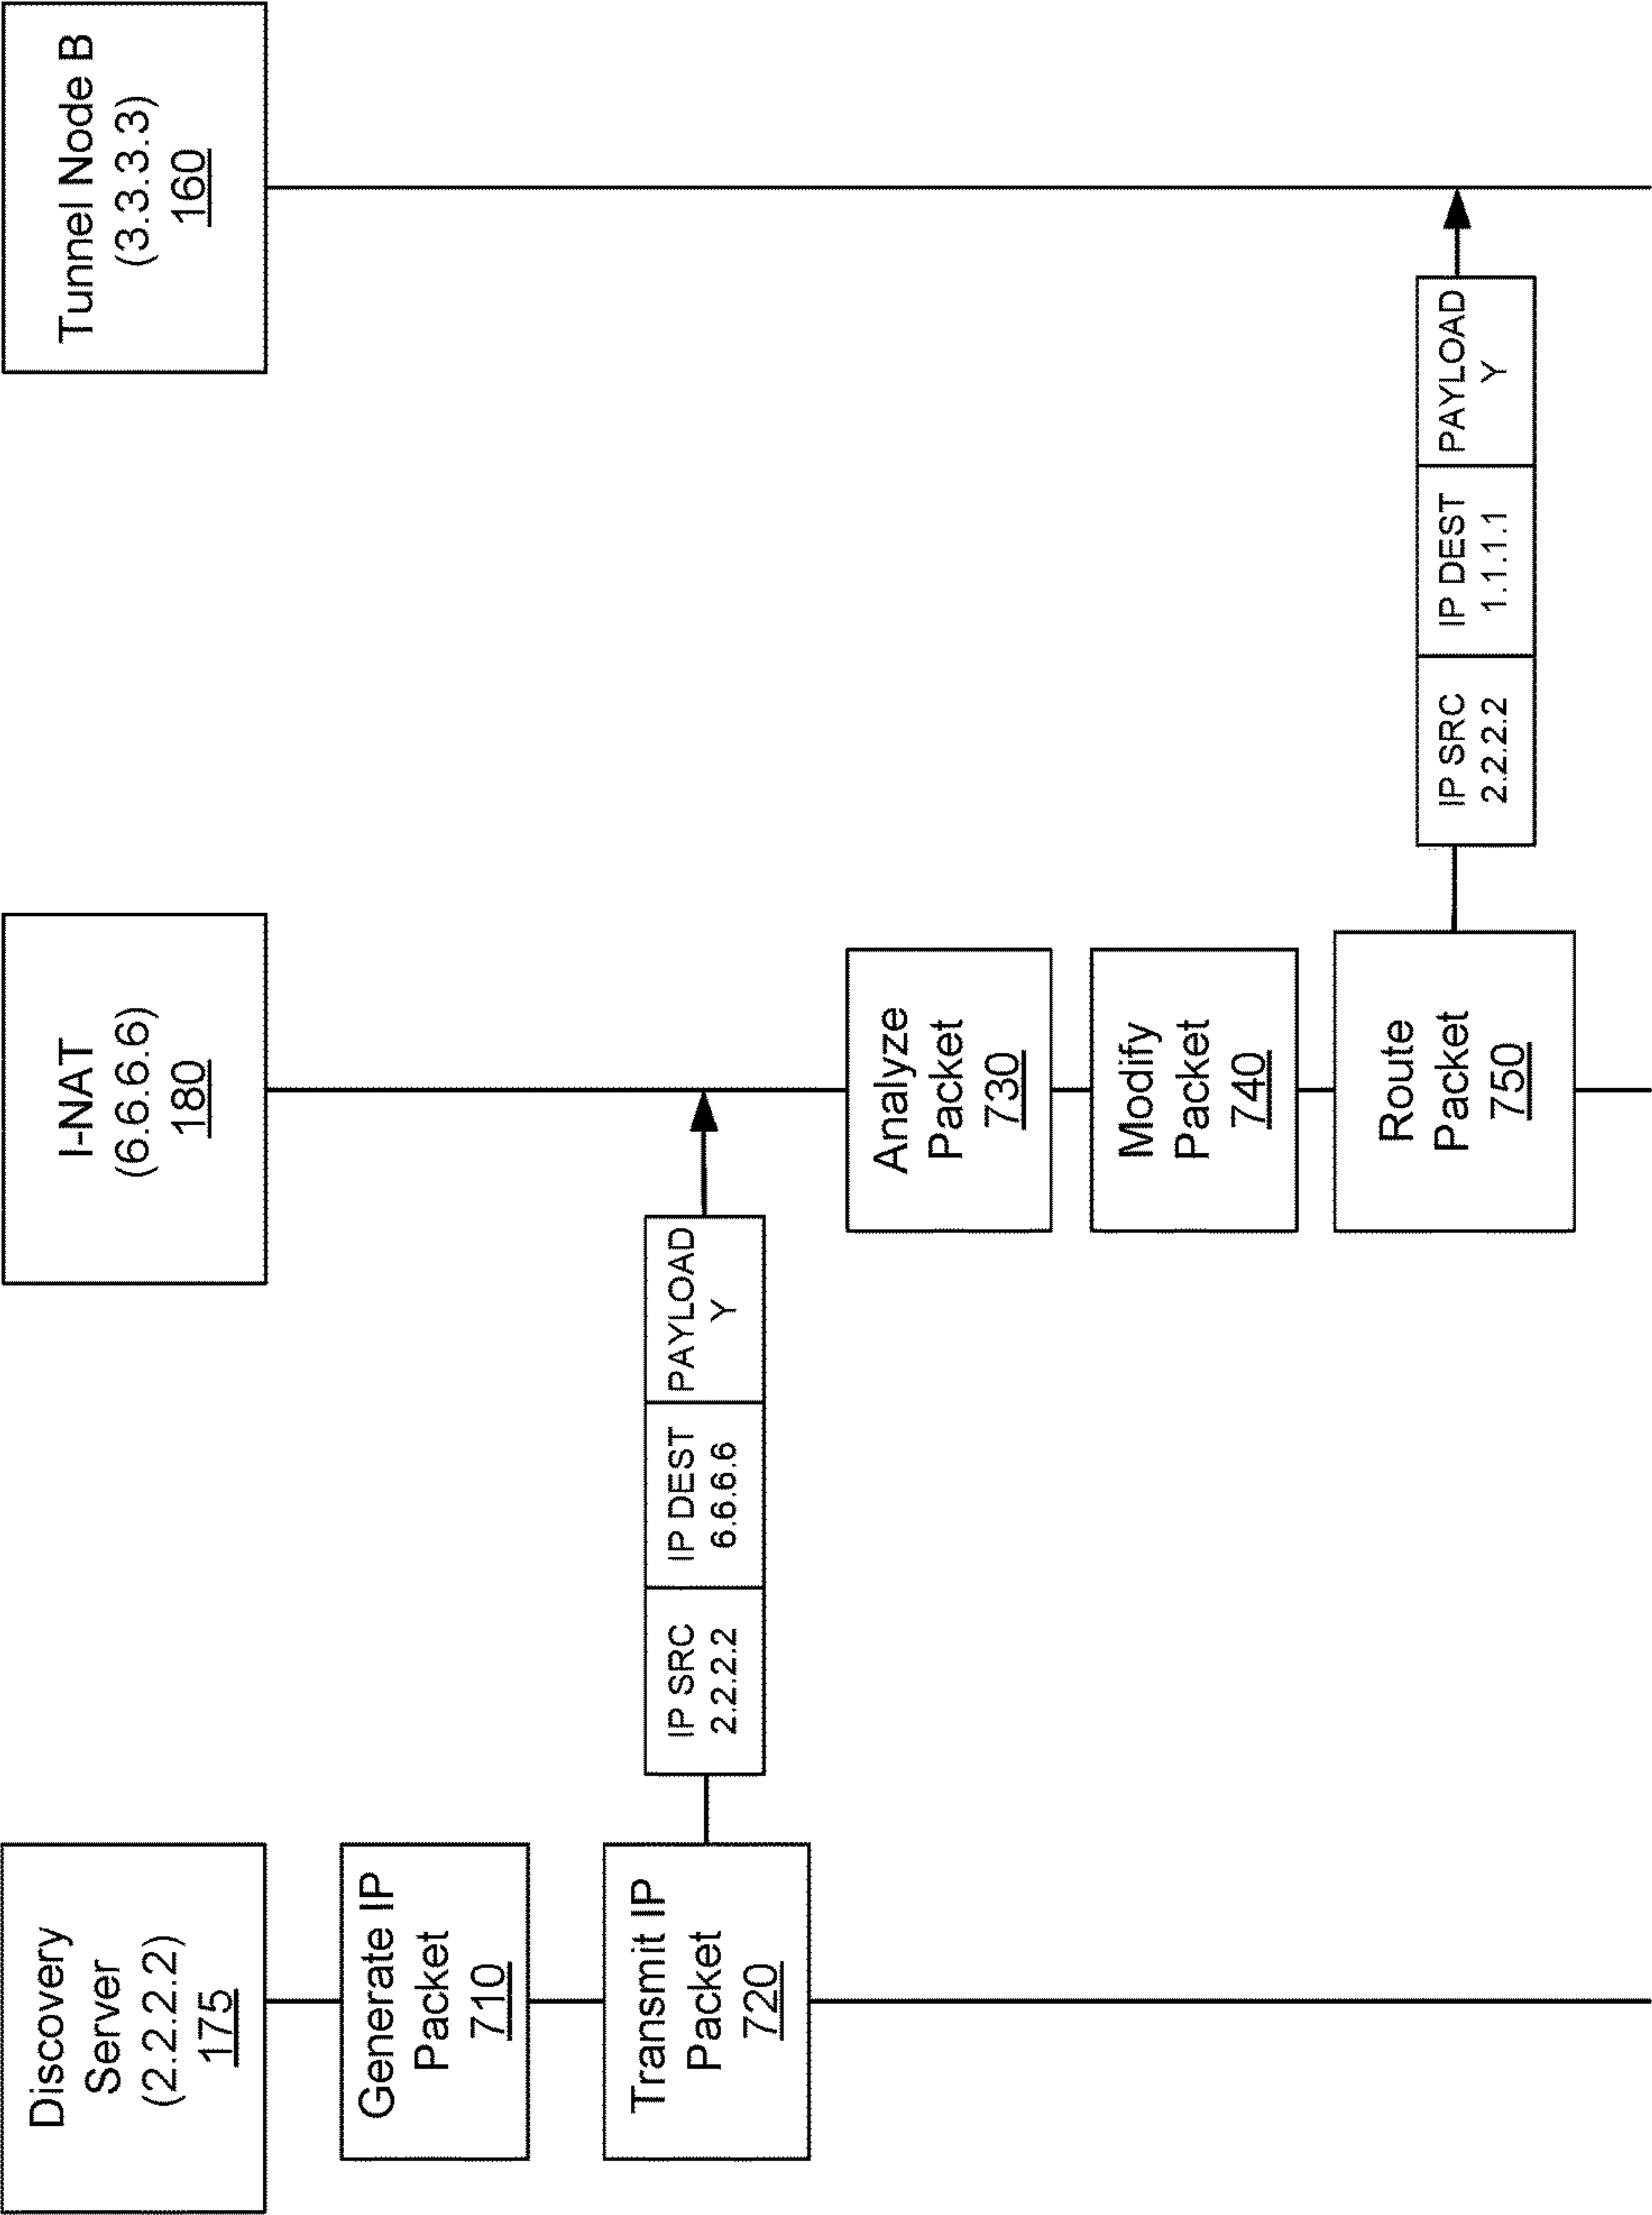 Discovery
Server
(2.2.2.2)
175
I-NAT
(6.6.6.6)
180
Tunnel Node B
(3.3.3.3)
160
Generate IP
Packet
710
Transmit IP
Packet
720
IP SRC
2.2.2.2
IP DEST
6.6.6.6
PAYLOAD
Y
Analyze
Packet
730
Modify
Packet
740
Route
Packet
750
IP SRC
2.2.2.2
IP DEST
1.1.1.1
PAYLOAD
Y